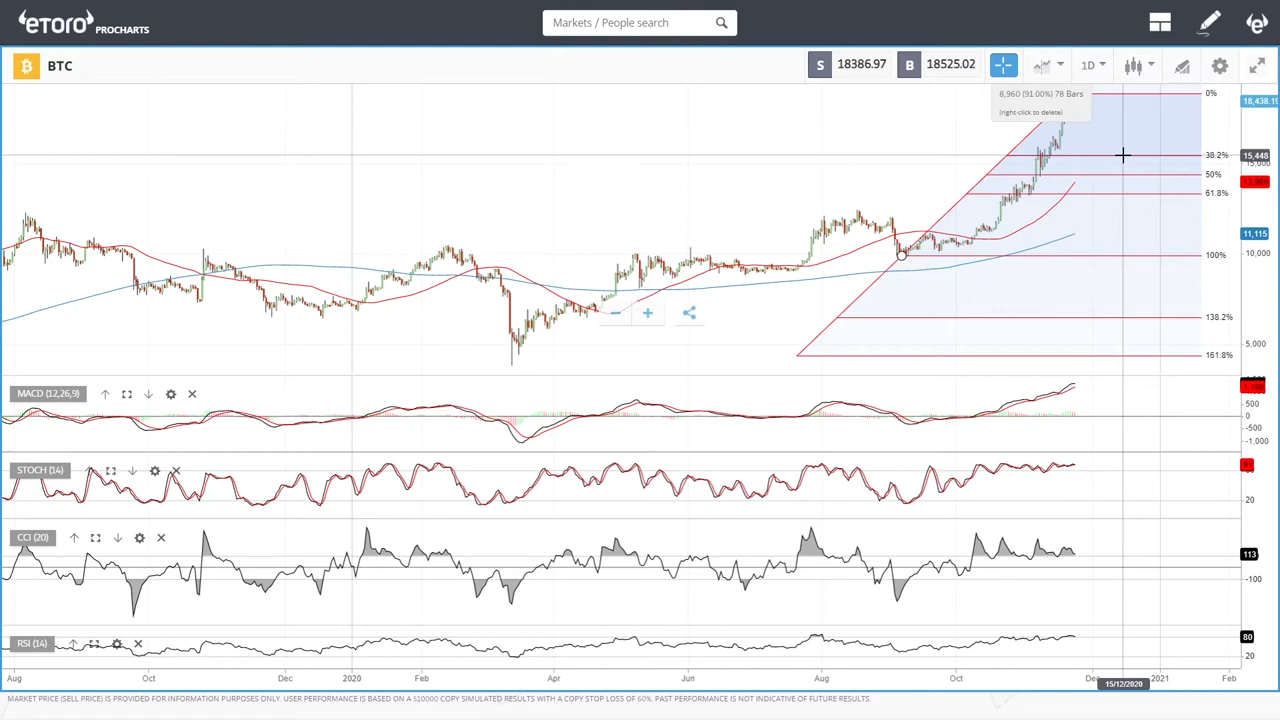 eToro PROCHARTS
Markets / People search
BTC
S 18386.97 B 18525.02
1D
8,960 (91.00%) 78 Bars
(right-click to delete)
0%
18,438.19
15,448
38.2%
15,000
50%
61.8%
11,115
10,000
100%
138.2%
5,000
161.8%
MACD (12,26,9)
500
0
-500
-1,000
STOCH (14)
20
CCI (20)
113
-100
RSI (14)
80
20
Aug Oct Dec 2020 Feb Apr Jun Aug Oct Dec 2021 Feb
15/12/2020
MARKET PRICE (SELL PRICE) IS PROVIDED FOR INFORMATION PURPOSES ONLY. USER PERFORMANCE IS BASED ON A $10000 COPY SIMULATED RESULTS WITH A COPY STOP LOSS OF 60%. PAST PERFORMANCE IS NOT INDICATIVE OF FUTURE RESULTS.